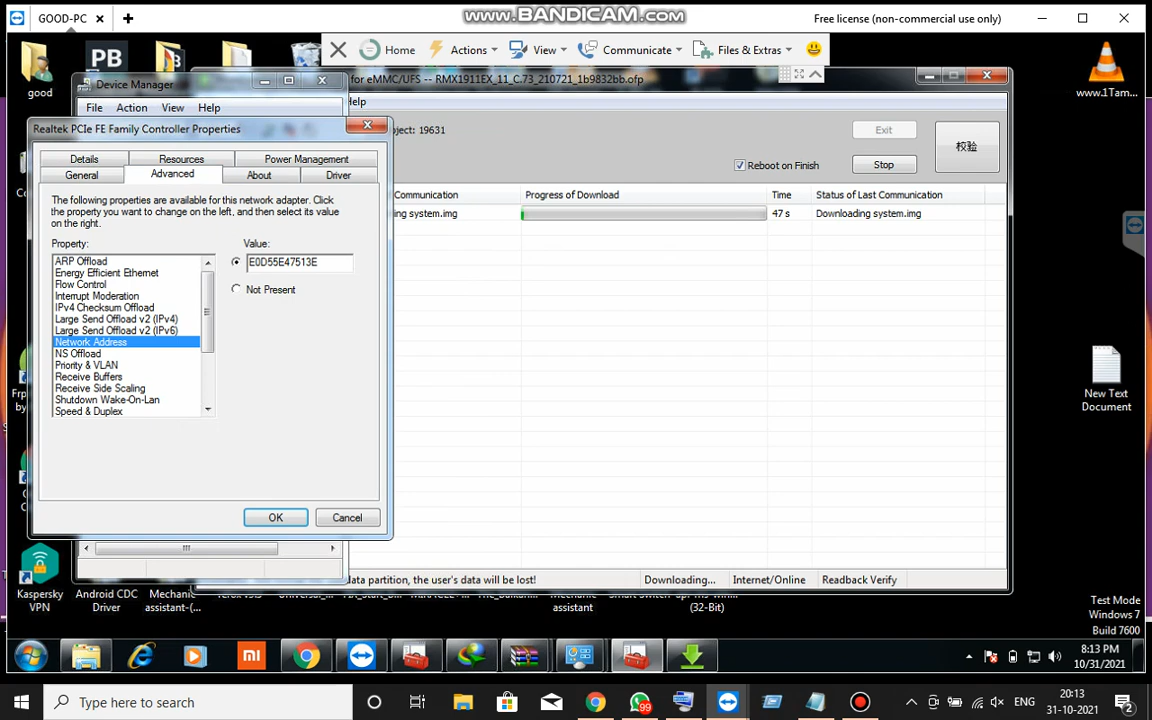 GOOD-PC
www.BANDICAM.com
Free license (non-commercial use only)
Home
Actions
View
Communicate
Files & Extras
PB
good
www.1Tam...
Device Manager
for eMMC/UFS -- RMX1911EX_11_C.73_210721_1b9832bb.ofp
File
Action
View
Help
Help
Realtek PCIe FE Family Controller Properties
oject: 19631
Exit
校验
Reboot on Finish
Stop
Details
Resources
Power Management
General
Advanced
About
Driver
Communication
Progress of Download
Time
Status of Last Communication
ing system.img
47 s
Downloading system.img
The following properties are available for this network adapter. Click
the property you want to change on the left, and then select its value
on the right.
Property:
Value:
ARP Offload
Energy Efficient Ethernet
Flow Control
Interrupt Moderation
IPv4 Checksum Offload
Large Send Offload v2 (IPv4)
Large Send Offload v2 (IPv6)
Network Address
NS Offload
Priority & VLAN
Receive Buffers
Receive Side Scaling
Shutdown Wake-On-Lan
Speed & Duplex
E0D55E47513E
Not Present
OK
Cancel
New Text
Document
Frp
by
data partition, the user's data will be lost!
Downloading...
Internet/Online
Readback Verify
Kaspersky
VPN
Android CDC
Driver
Mechanic
assistant-(...
Mechanic
assistant
(32-Bit)
Test Mode
Windows 7
Build 7600
8:13 PM
10/31/2021
Type here to search
99
ENG
20:13
31-10-2021
2